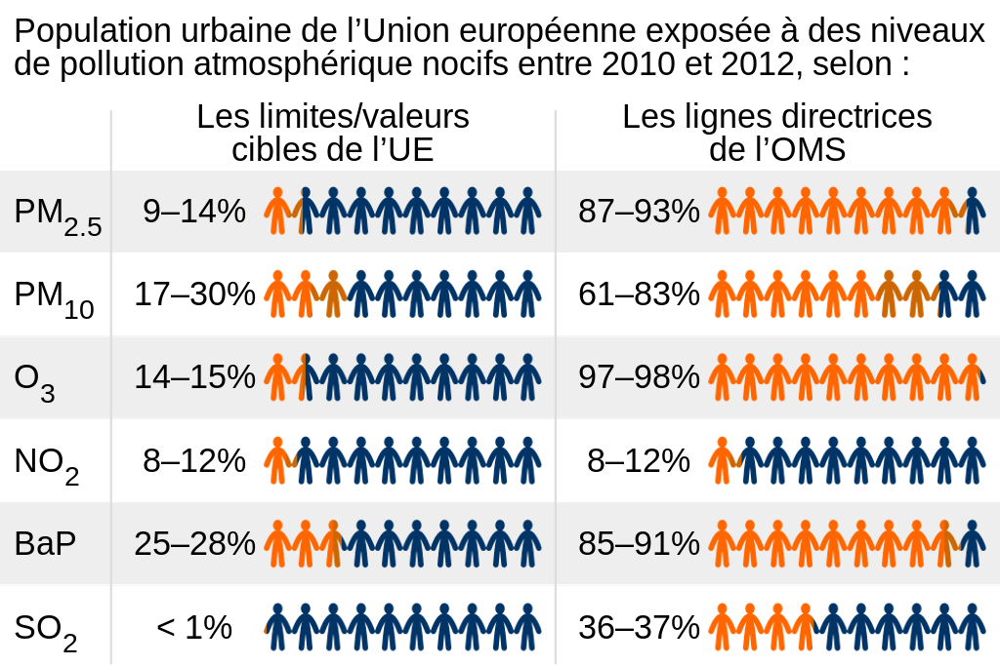 Population urbaine de l’Union européenne exposée à des niveaux
de pollution atmosphérique nocifs entre 2010 et 2012, selon :
Les limites/valeurs
cibles de l’UE
Les lignes directrices
de l’OMS
PM2.5 9–14% 87–93%
PM10 17–30% 61–83%
O3 14–15% 97–98%
NO2 8–12% 8–12%
BaP 25–28% 85–91%
SO2 < 1% 36–37%